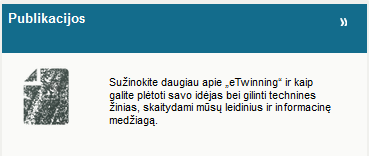 Publikacijos »
Sužinokite daugiau apie „eTwinning“ ir kaip
galite plėtoti savo idėjas bei gilinti technines
žinias, skaitydami mūsų leidinius ir informacinę
medžiagą.